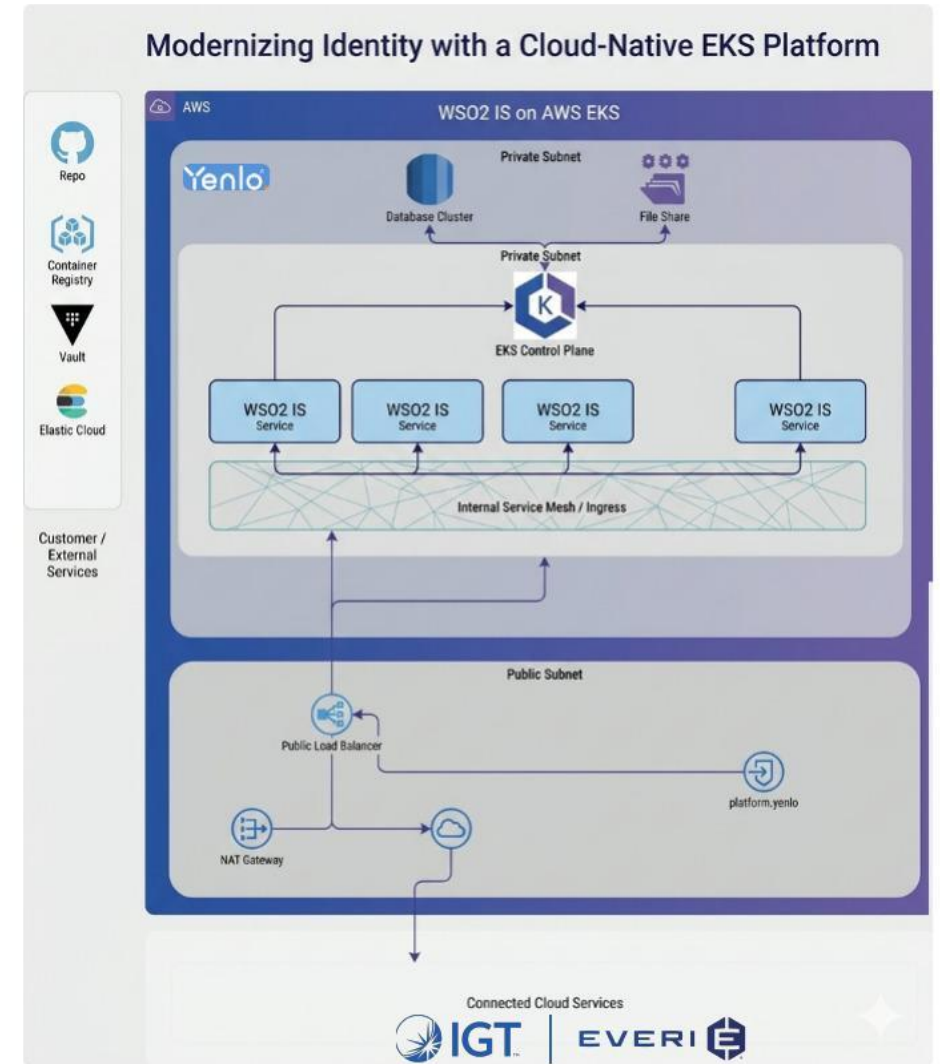 Modernizing Identity with a Cloud-Native EKS Platform
Repo
Container
Registry
Vault
Elastic Cloud
Customer /
External
Services
AWS
WSO2 IS on AWS EKS
Yenlo
Private Subnet
Database Cluster
File Share
Private Subnet
K
EKS Control Plane
WSO2 IS
Service
WSO2 IS
Service
WSO2 IS
Service
WSO2 IS
Service
Internal Service Mesh / Ingress
Public Subnet
Public Load Balancer
platform.yenlo
NAT Gateway
Connected Cloud Services
IGT
EVERI